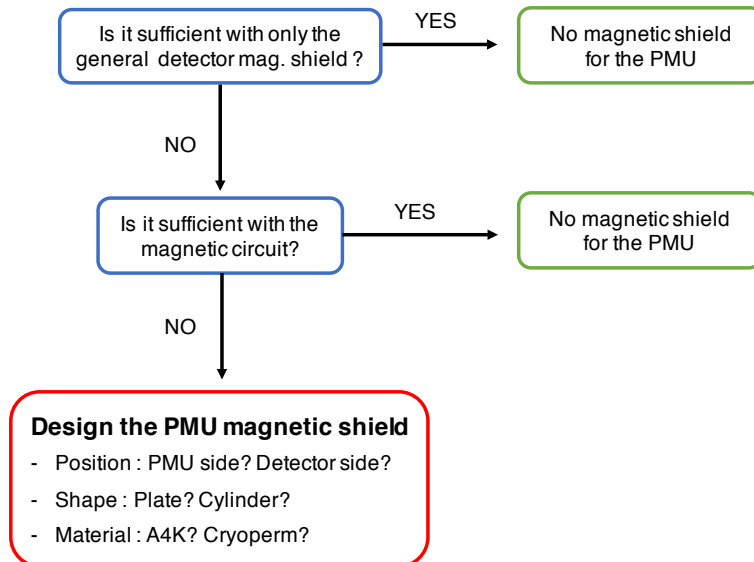 Is it sufficient with only the
general detector mag. shield ?
YES
No magnetic shield
for the PMU
NO
Is it sufficient with the
magnetic circuit?
YES
No magnetic shield
for the PMU
NO
Design the PMU magnetic shield
- Position : PMU side? Detector side?
- Shape : Plate? Cylinder?
- Material : A4K? Cryoperm?